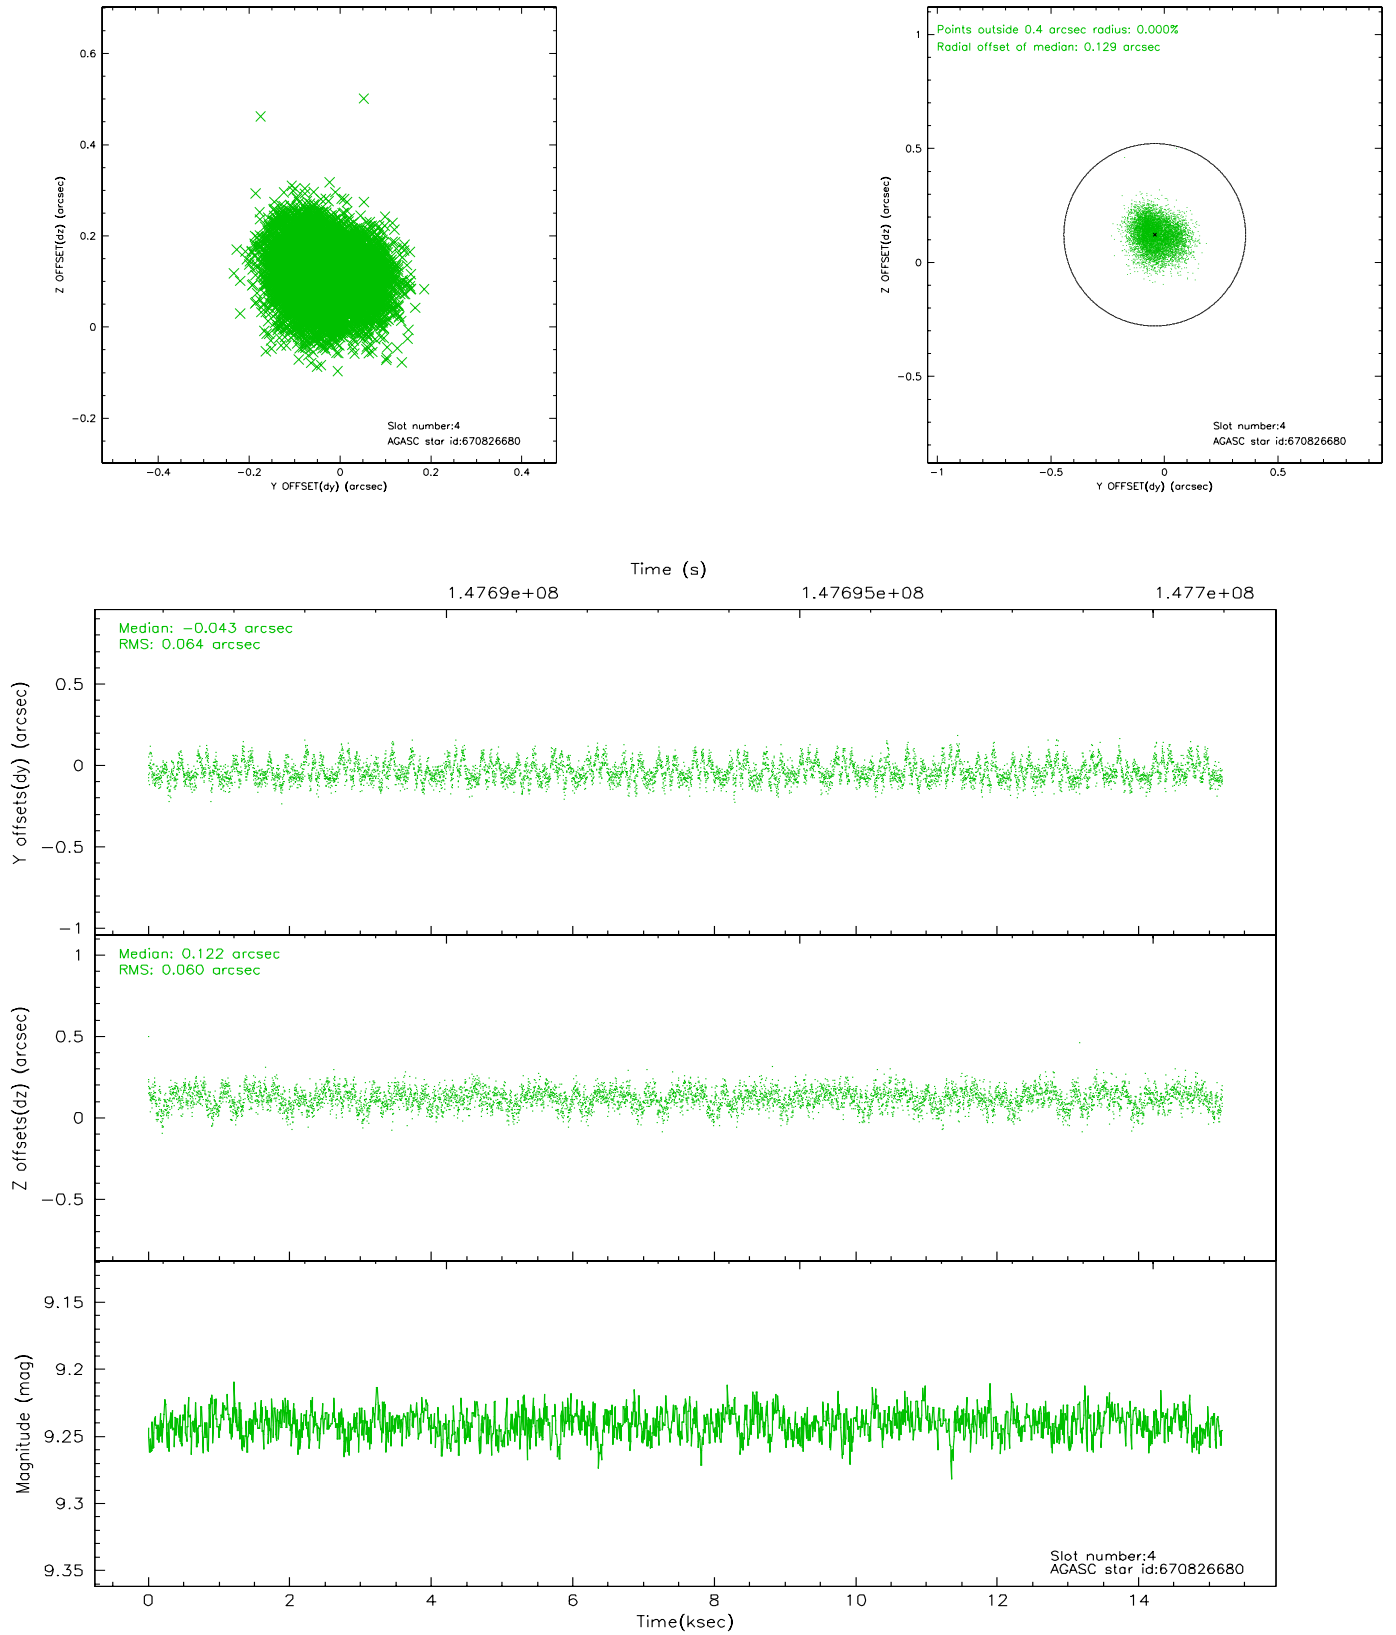 0.6
0.4
0.2
0
−0.2
Z OFFSET(dz) (arcsec)
−0.4
−0.2
0
0.2
0.4
Y OFFSET(dy) (arcsec)
Slot number:4
AGASC star id:670826680
Points outside 0.4 arcsec radius: 0.000%
Radial offset of median: 0.129 arcsec
1
0.5
0
−0.5
Z OFFSET(dz) (arcsec)
−1
−0.5
0
0.5
Y OFFSET(dy) (arcsec)
Slot number:4
AGASC star id:670826680
Time (s)
1.4769e+08
1.47695e+08
1.477e+08
Median: −0.043 arcsec
RMS: 0.064 arcsec
0.5
0
−0.5
−1
Y offsets(dy) (arcsec)
Median: 0.122 arcsec
RMS: 0.060 arcsec
1
0.5
0
−0.5
Z offsets(dz) (arcsec)
9.15
9.2
9.25
9.3
9.35
Magnitude (mag)
Slot number:4
AGASC star id:670826680
0
2
4
6
8
10
12
14
Time(ksec)